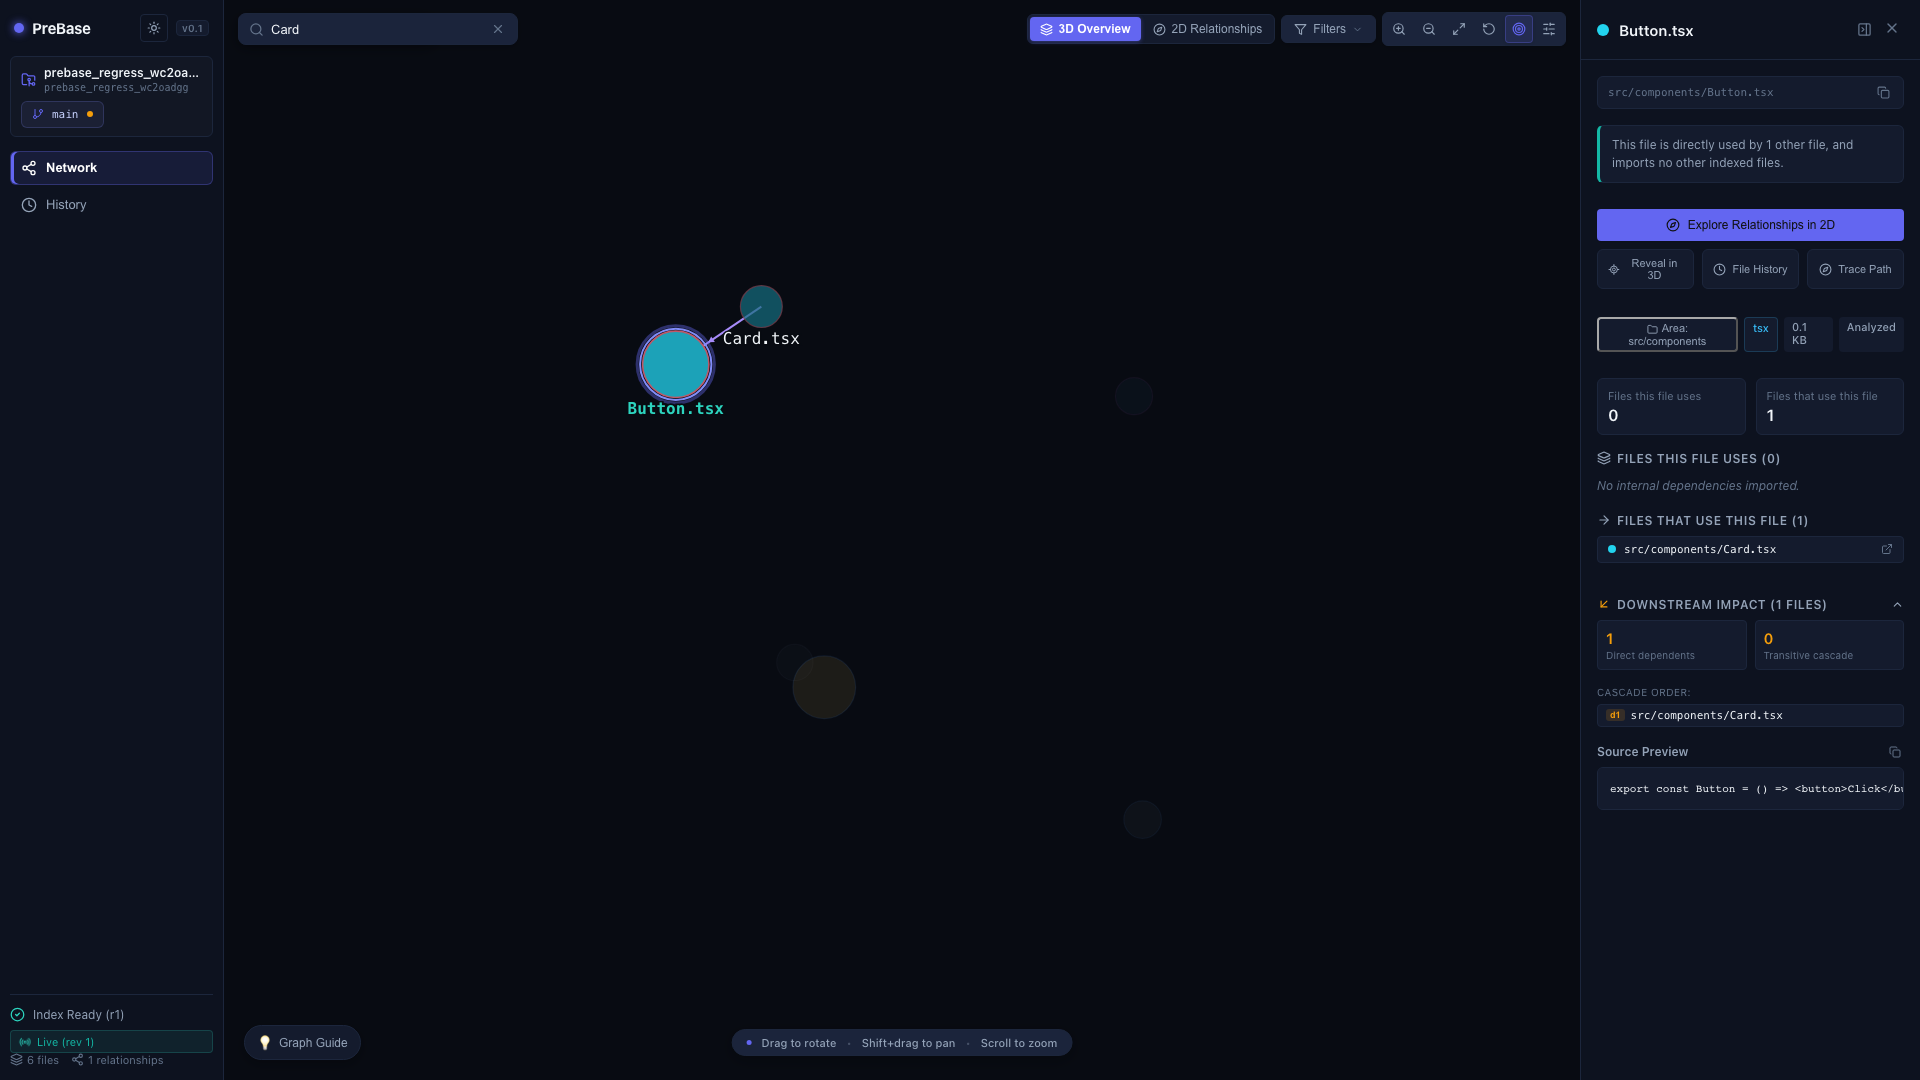 PreBase
v0.1
prebase_regress_wc2oa...
prebase_regress_wc2oadgg
main
Network
History
Index Ready (r1)
Live (rev 1)
6 files
1 relationships
Card
3D Overview
2D Relationships
Filters
Card.tsx
Button.tsx
Graph Guide
Drag to rotate · Shift+drag to pan · Scroll to zoom
Button.tsx
src/components/Button.tsx
This file is directly used by 1 other file, and
imports no other indexed files.
Explore Relationships in 2D
Reveal in
3D
File History
Trace Path
Area:
src/components
tsx
0.1
KB
Analyzed
Files this file uses
0
Files that use this file
1
FILES THIS FILE USES (0)
No internal dependencies imported.
FILES THAT USE THIS FILE (1)
src/components/Card.tsx
DOWNSTREAM IMPACT (1 FILES)
1
Direct dependents
0
Transitive cascade
CASCADE ORDER:
d1 src/components/Card.tsx
Source Preview
export const Button = () => <button>Click</bu